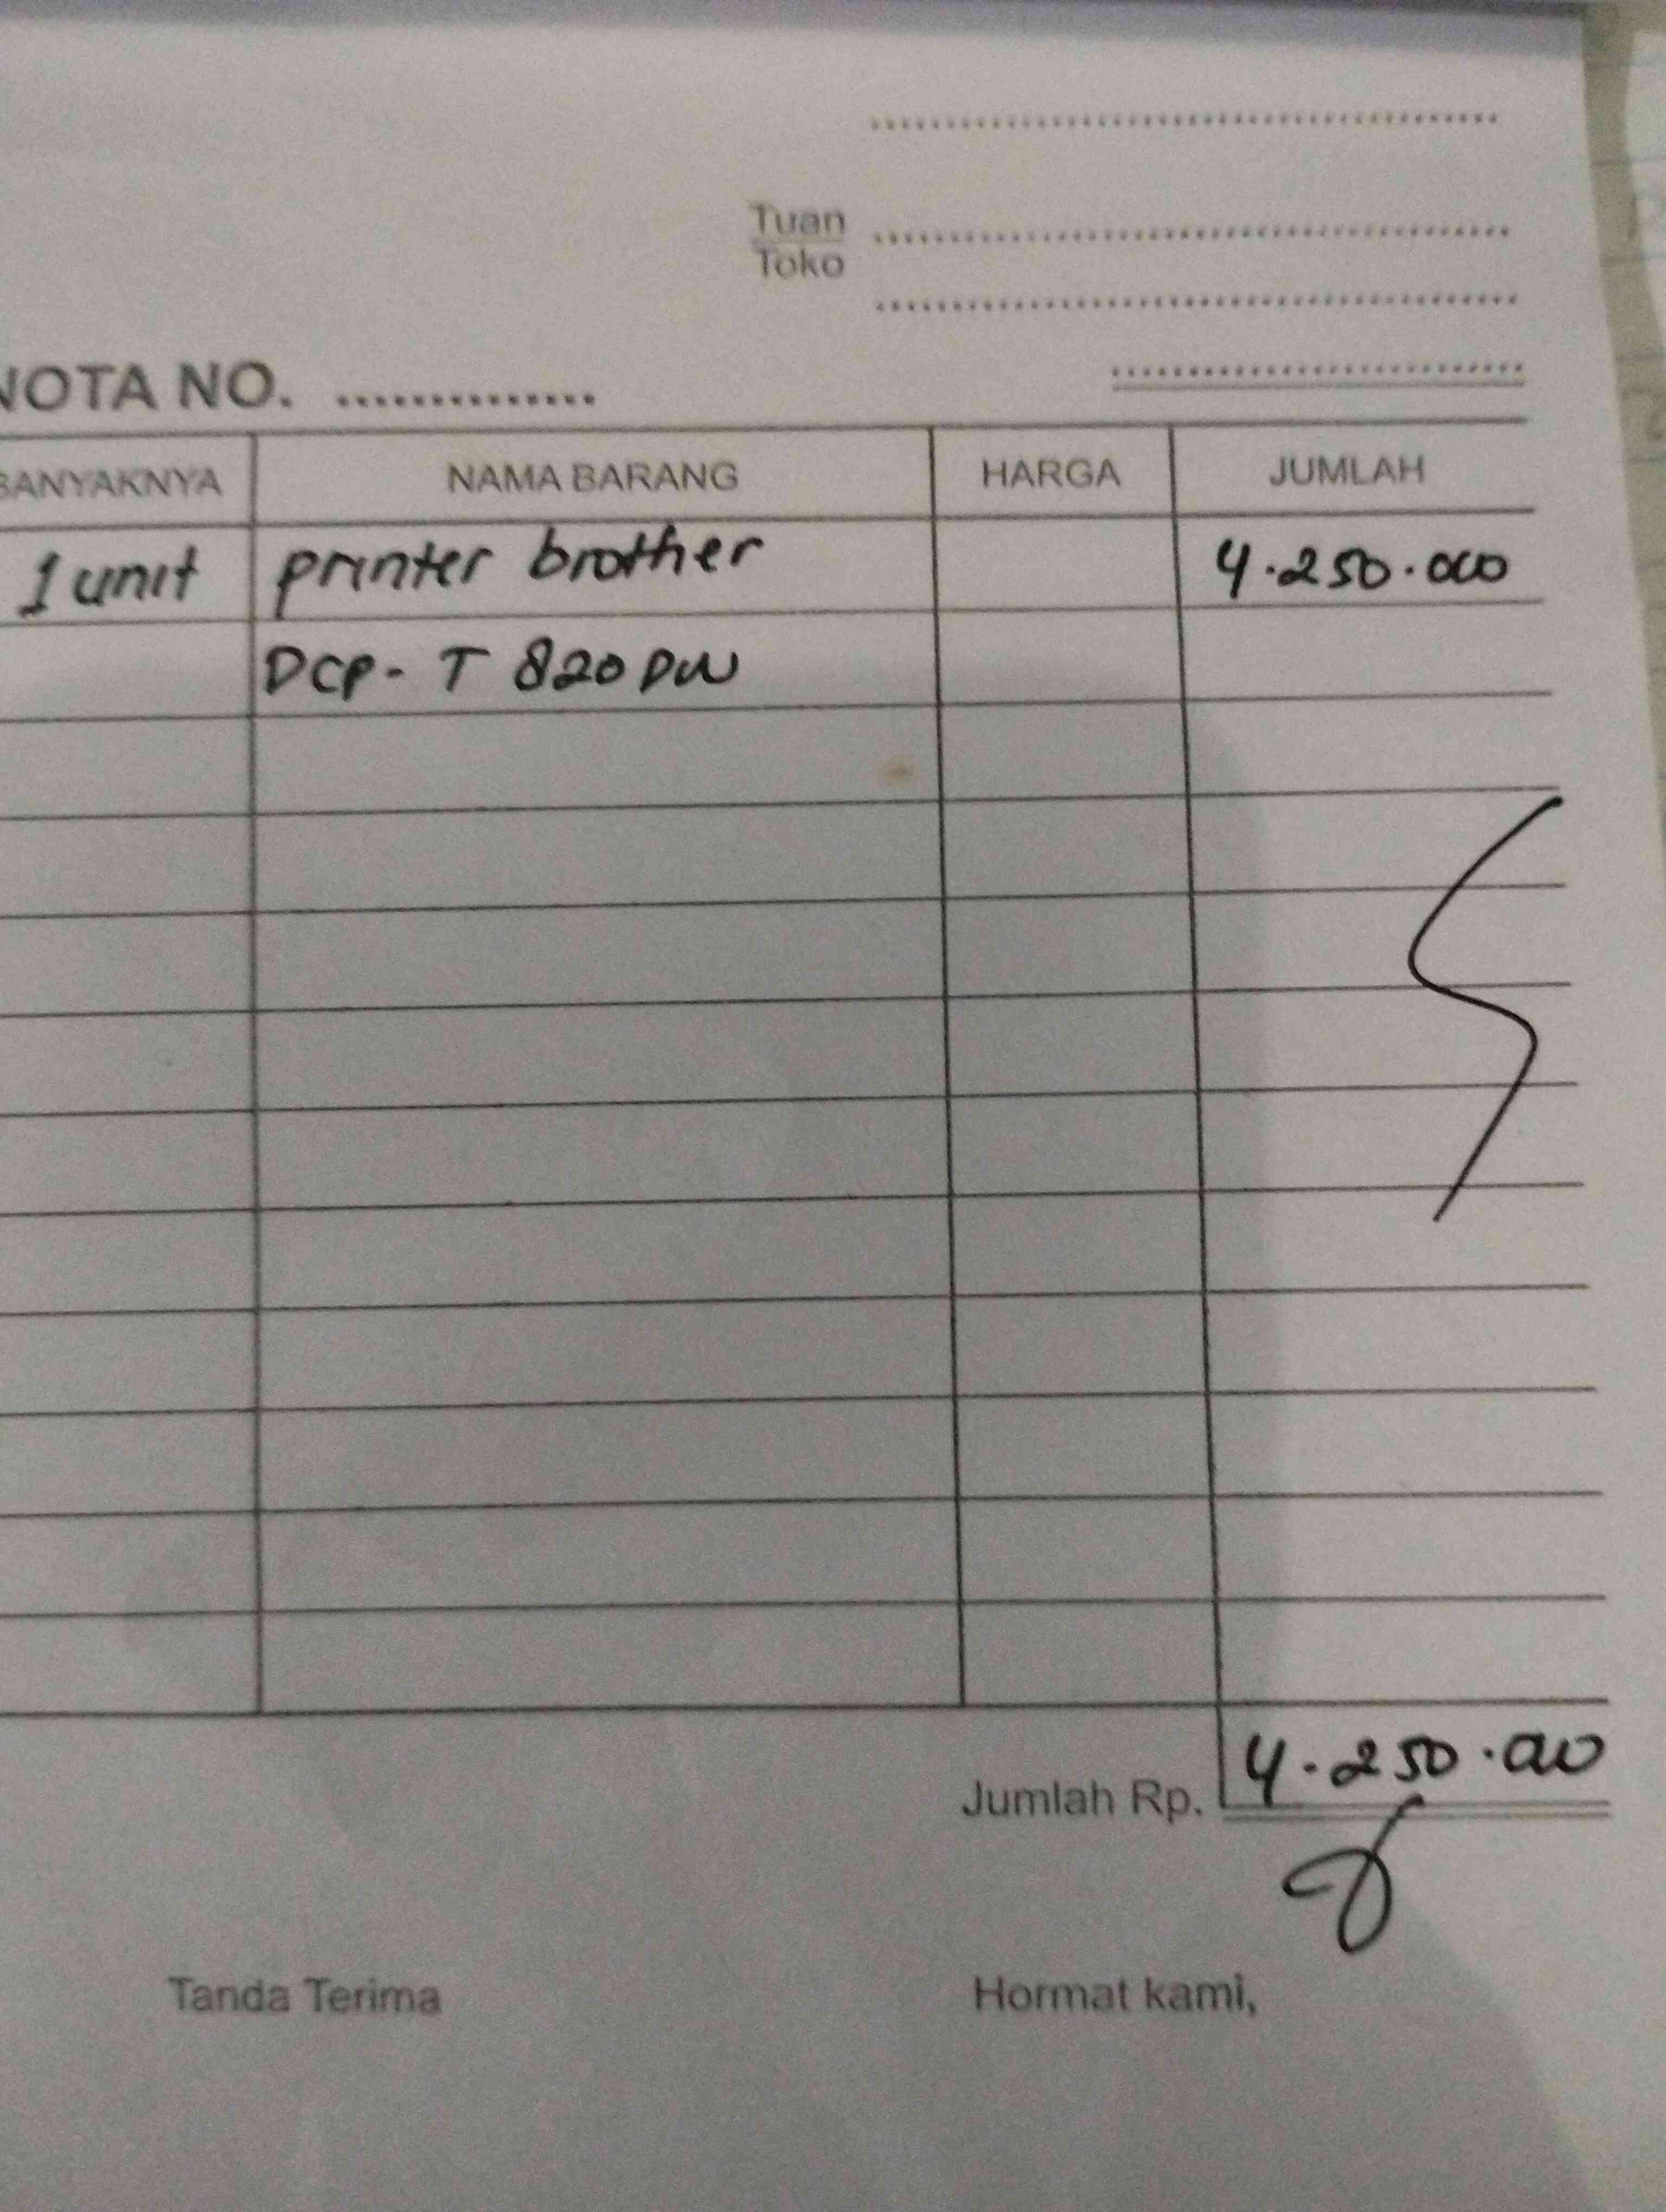 Tuan
Toko
NOTA NO. ..............
BANYAKNYA NAMA BARANG HARGA JUMLAH
1 unit printer brother 4.250.000
DCP- T 820 DW
Jumlah Rp. 4.250.000
Tanda Terima Hormat kami,